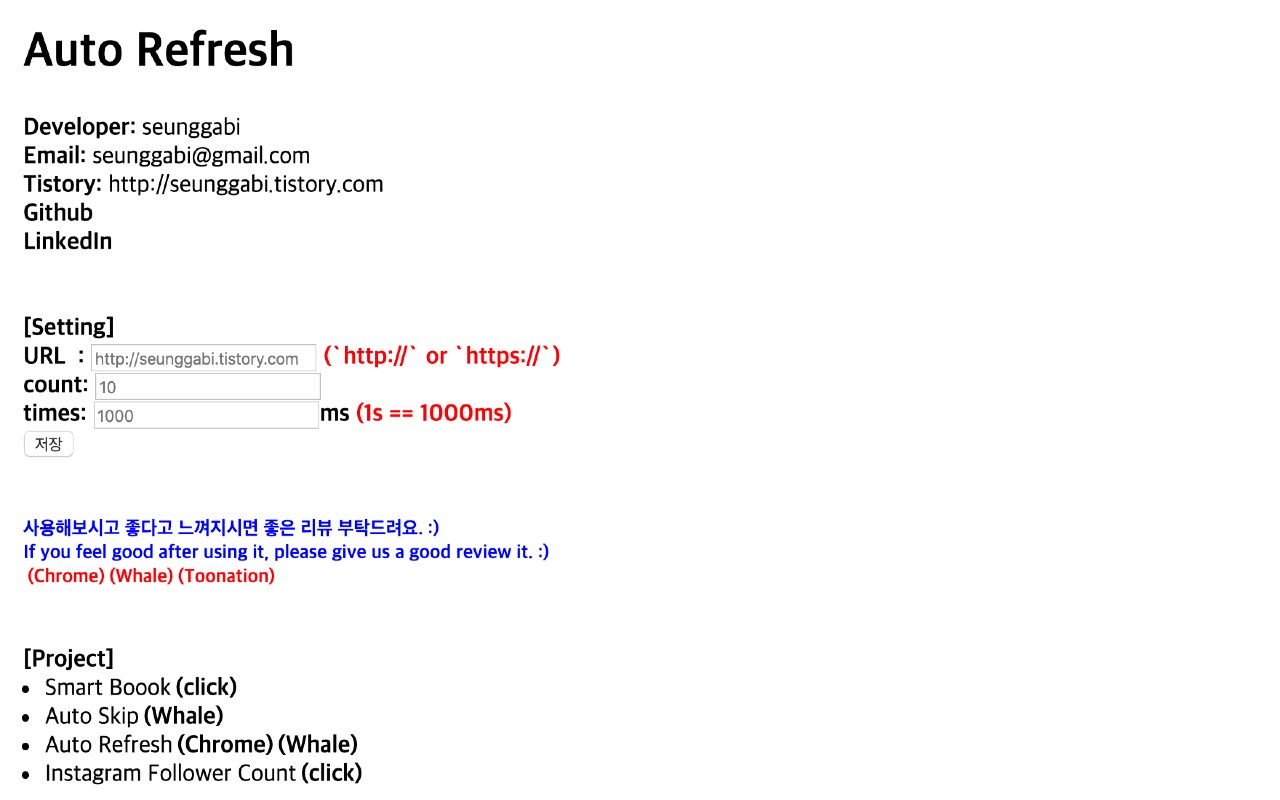 Auto Refresh
Developer: seunggabi
Email: seunggabi@gmail.com
Tistory: http://seunggabi.tistory.com
Github
LinkedIn
[Setting]
URL : http://seunggabi.tistory.com (`http://` or `https://`)
count: 10
times: 1000 ms (1s == 1000ms)
저장
사용해보시고 좋다고 느껴지시면 좋은 리뷰 부탁드려요. :)
If you feel good after using it, please give us a good review it. :)
(Chrome) (Whale) (Toonation)
[Project]
• Smart Boook (click)
• Auto Skip (Whale)
• Auto Refresh (Chrome) (Whale)
• Instagram Follower Count (click)